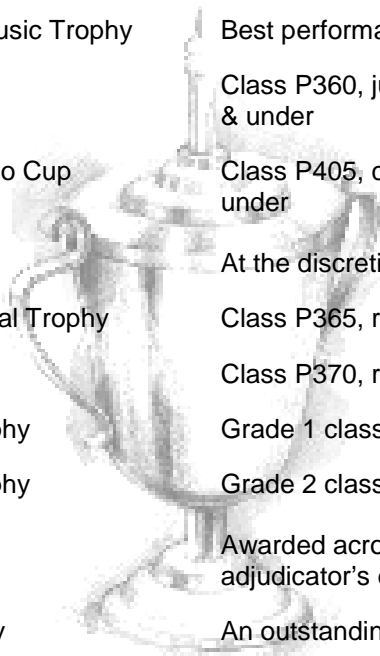 usic Trophy Best performa
Class P360, ju
& under
o Cup Class P405, c
under
At the discreti
al Trophy Class P365, r
Class P370, r
hy Grade 1 class
hy Grade 2 class
Awarded acro
adjudicator's
y An outstandin